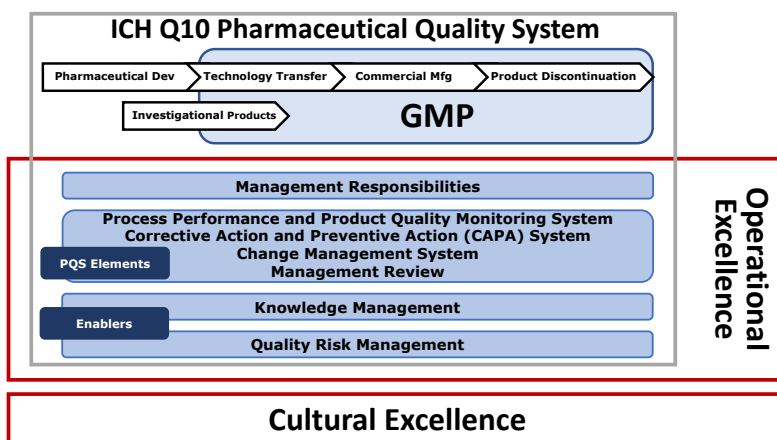 ICH Q10 Pharmaceutical Quality System
Pharmaceutical Dev
Technology Transfer
Commercial Mfg
Product Discontinuation
Investigational Products
GMP
Management Responsibilities
Process Performance and Product Quality Monitoring System
Corrective Action and Preventive Action (CAPA) System
Change Management System
Management Review
PQS Elements
Knowledge Management
Enablers
Quality Risk Management
Operational
Excellence
Cultural Excellence